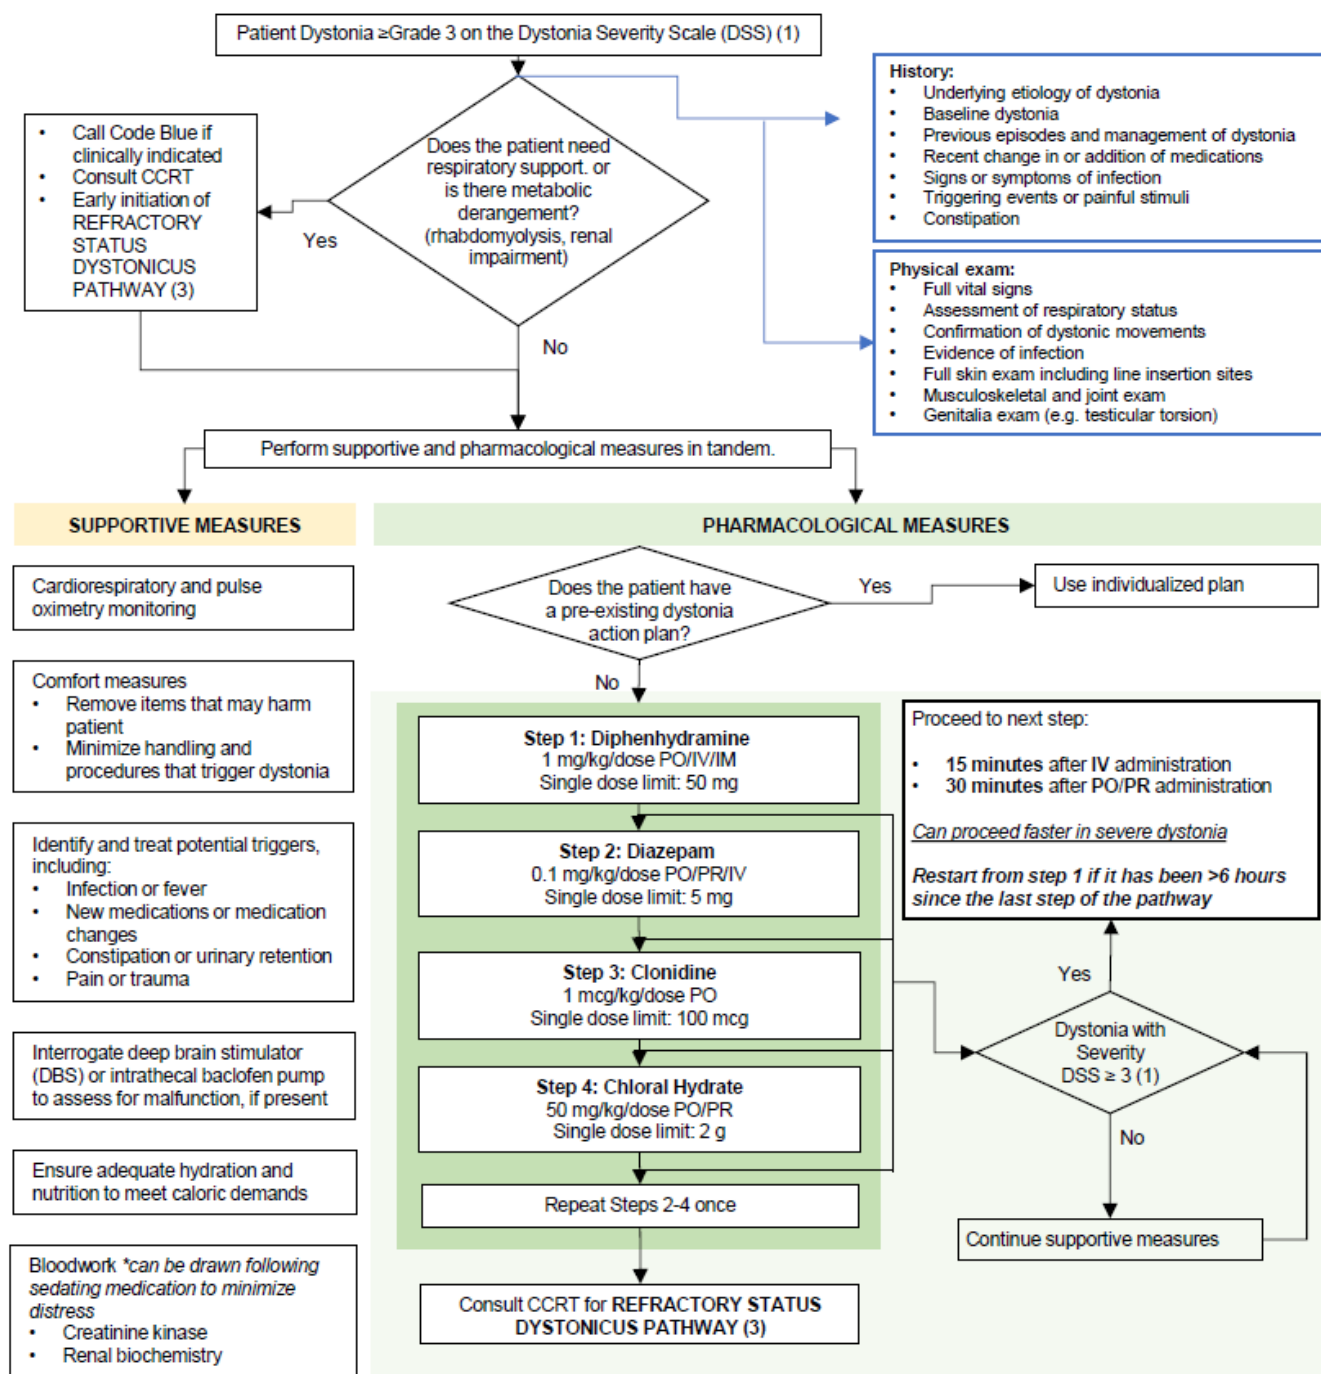 Patient Dystonia ≥Grade 3 on the Dystonia Severity Scale (DSS) (1)
Does the patient need
respiratory support. or
is there metabolic
derangement?
(rhabdomyolysis, renal
impairment)
Yes
No
• Call Code Blue if
clinically indicated
• Consult CCRT
• Early initiation of
REFRACTORY
STATUS
DYSTONICUS
PATHWAY (3)
History:
• Underlying etiology of dystonia
• Baseline dystonia
• Previous episodes and management of dystonia
• Recent change in or addition of medications
• Signs or symptoms of infection
• Triggering events or painful stimuli
• Constipation
Physical exam:
• Full vital signs
• Assessment of respiratory status
• Confirmation of dystonic movements
• Evidence of infection
• Full skin exam including line insertion sites
• Musculoskeletal and joint exam
• Genitalia exam (e.g. testicular torsion)
Perform supportive and pharmacological measures in tandem.
SUPPORTIVE MEASURES
Cardiorespiratory and pulse
oximetry monitoring
Comfort measures
• Remove items that may harm
patient
• Minimize handling and
procedures that trigger dystonia
Identify and treat potential triggers,
including:
• Infection or fever
• New medications or medication
changes
• Constipation or urinary retention
• Pain or trauma
Interrogate deep brain stimulator
(DBS) or intrathecal baclofen pump
to assess for malfunction, if present
Ensure adequate hydration and
nutrition to meet caloric demands
Bloodwork *can be drawn following
sedating medication to minimize
distress
• Creatinine kinase
• Renal biochemistry
PHARMACOLOGICAL MEASURES
Does the patient have
a pre-existing dystonia
action plan?
Yes
Use individualized plan
No
Step 1: Diphenhydramine
1 mg/kg/dose PO/IV/IM
Single dose limit: 50 mg
Step 2: Diazepam
0.1 mg/kg/dose PO/PR/IV
Single dose limit: 5 mg
Step 3: Clonidine
1 mcg/kg/dose PO
Single dose limit: 100 mcg
Step 4: Chloral Hydrate
50 mg/kg/dose PO/PR
Single dose limit: 2 g
Repeat Steps 2-4 once
Consult CCRT for REFRACTORY STATUS
DYSTONICUS PATHWAY (3)
Proceed to next step:
• 15 minutes after IV administration
• 30 minutes after PO/PR administration
Can proceed faster in severe dystonia
Restart from step 1 if it has been >6 hours
since the last step of the pathway
Yes
Dystonia with
Severity
DSS ≥ 3 (1)
No
Continue supportive measures